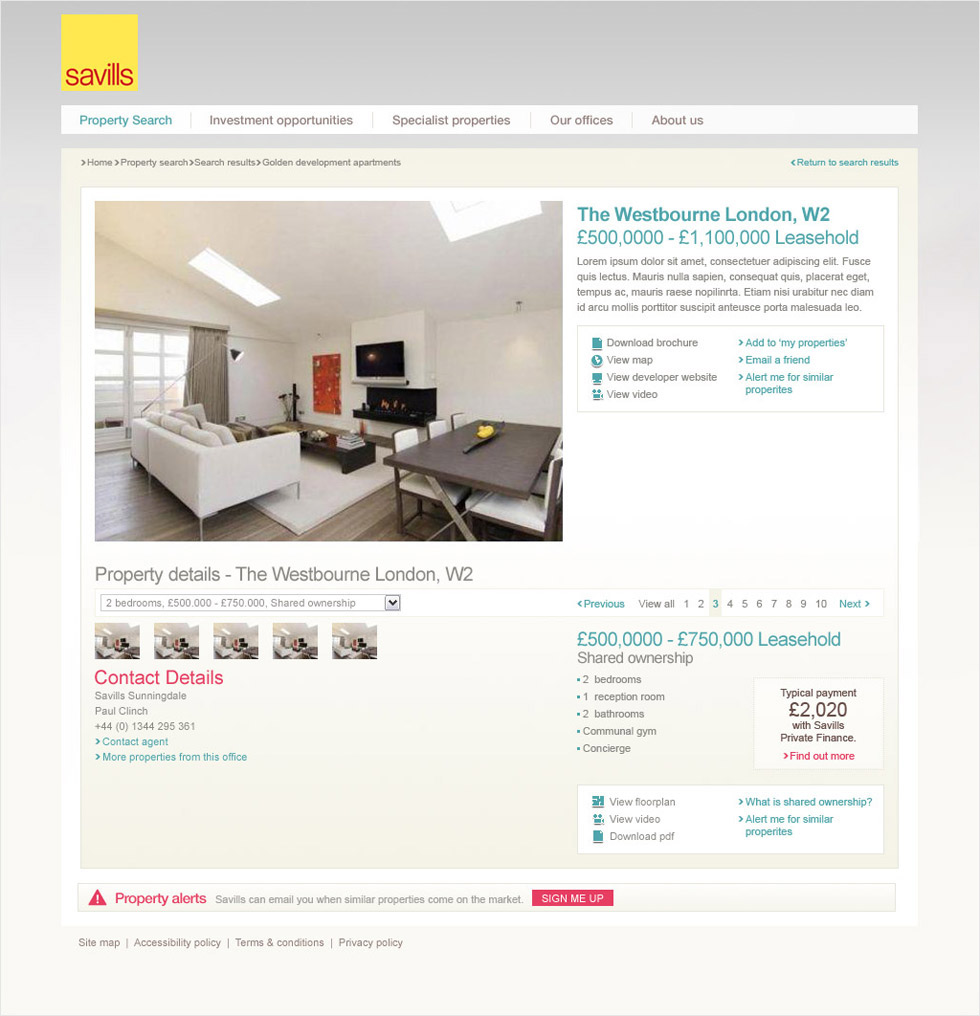 savills
Property Search
Investment opportunities
Specialist properties
Our offices
About us
Home
Property search
Search results
Golden development apartments
Return to search results
The Westbourne London, W2
£500,0000 - £1,100,000 Leasehold
Lorem ipsum dolor sit amet, consectetuer adipiscing elit. Fusce
quis lectus. Mauris nulla sapien, consequat quis, placerat eget,
tempus ac, mauris raese nopilinrta. Etiam nisi urabitur nec diam
id arcu mollis porttitor suscipit anteusce porta malesuada leo.
Download brochure
View map
View developer website
View video
Add to 'my properties'
Email a friend
Alert me for similar
properites
Property details - The Westbourne London, W2
2 bedrooms, £500.000 - £750.000, Shared ownership
Previous View all 1 2 3 4 5 6 7 8 9 10 Next
Contact Details
Savills Sunningdale
Paul Clinch
+44 (0) 1344 295 361
Contact agent
More properties from this office
£500,0000 - £750,000 Leasehold
Shared ownership
2 bedrooms
1 reception room
2 bathrooms
Communal gym
Concierge
Typical payment
£2,020
with Savills
Private Finance.
Find out more
View floorplan
View video
Download pdf
What is shared ownership?
Alert me for similar
properites
Property alerts Savills can email you when similar properties come on the market. SIGN ME UP
Site map | Accessibility policy | Terms & conditions | Privacy policy